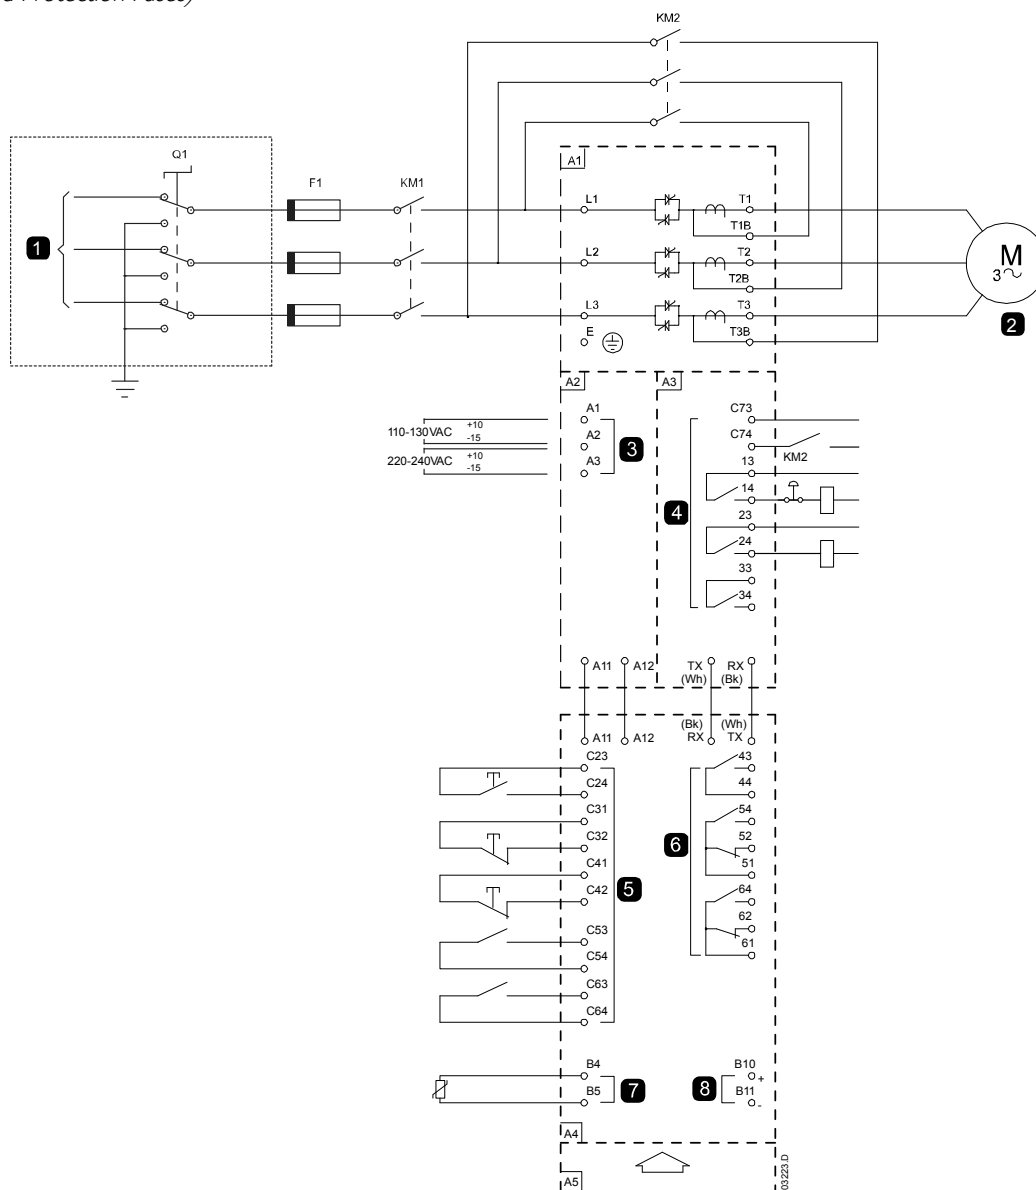 KM2
A1
Q1
F1
KM1
L1
T1
T1B
1
L2
T2
T2B
M
3
L3
T3
2
E
T3B
A2
A3
A1
C73
110-130VAC +10 -15
A2
3
C74
KM2
220-240VAC +10 -15
A3
13
14
4
23
24
33
34
A11
A12
TX
(Wh)
RX
(Bk)
(Bk)
RX
(Wh)
TX
A11
A12
C23
43
C24
44
C31
54
C32
52
6
C41
51
C42
64
5
62
C53
61
C54
C63
C64
B4
B10
+
B5
7
8
B11
-
A4
A5
03223.D